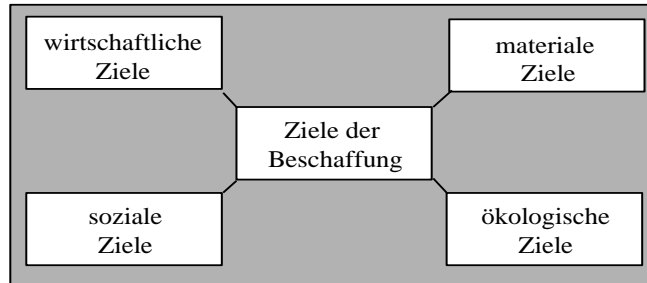 wirtschaftliche
Ziele
materiale
Ziele
Ziele der
Beschaffung
soziale
Ziele
ökologische
Ziele